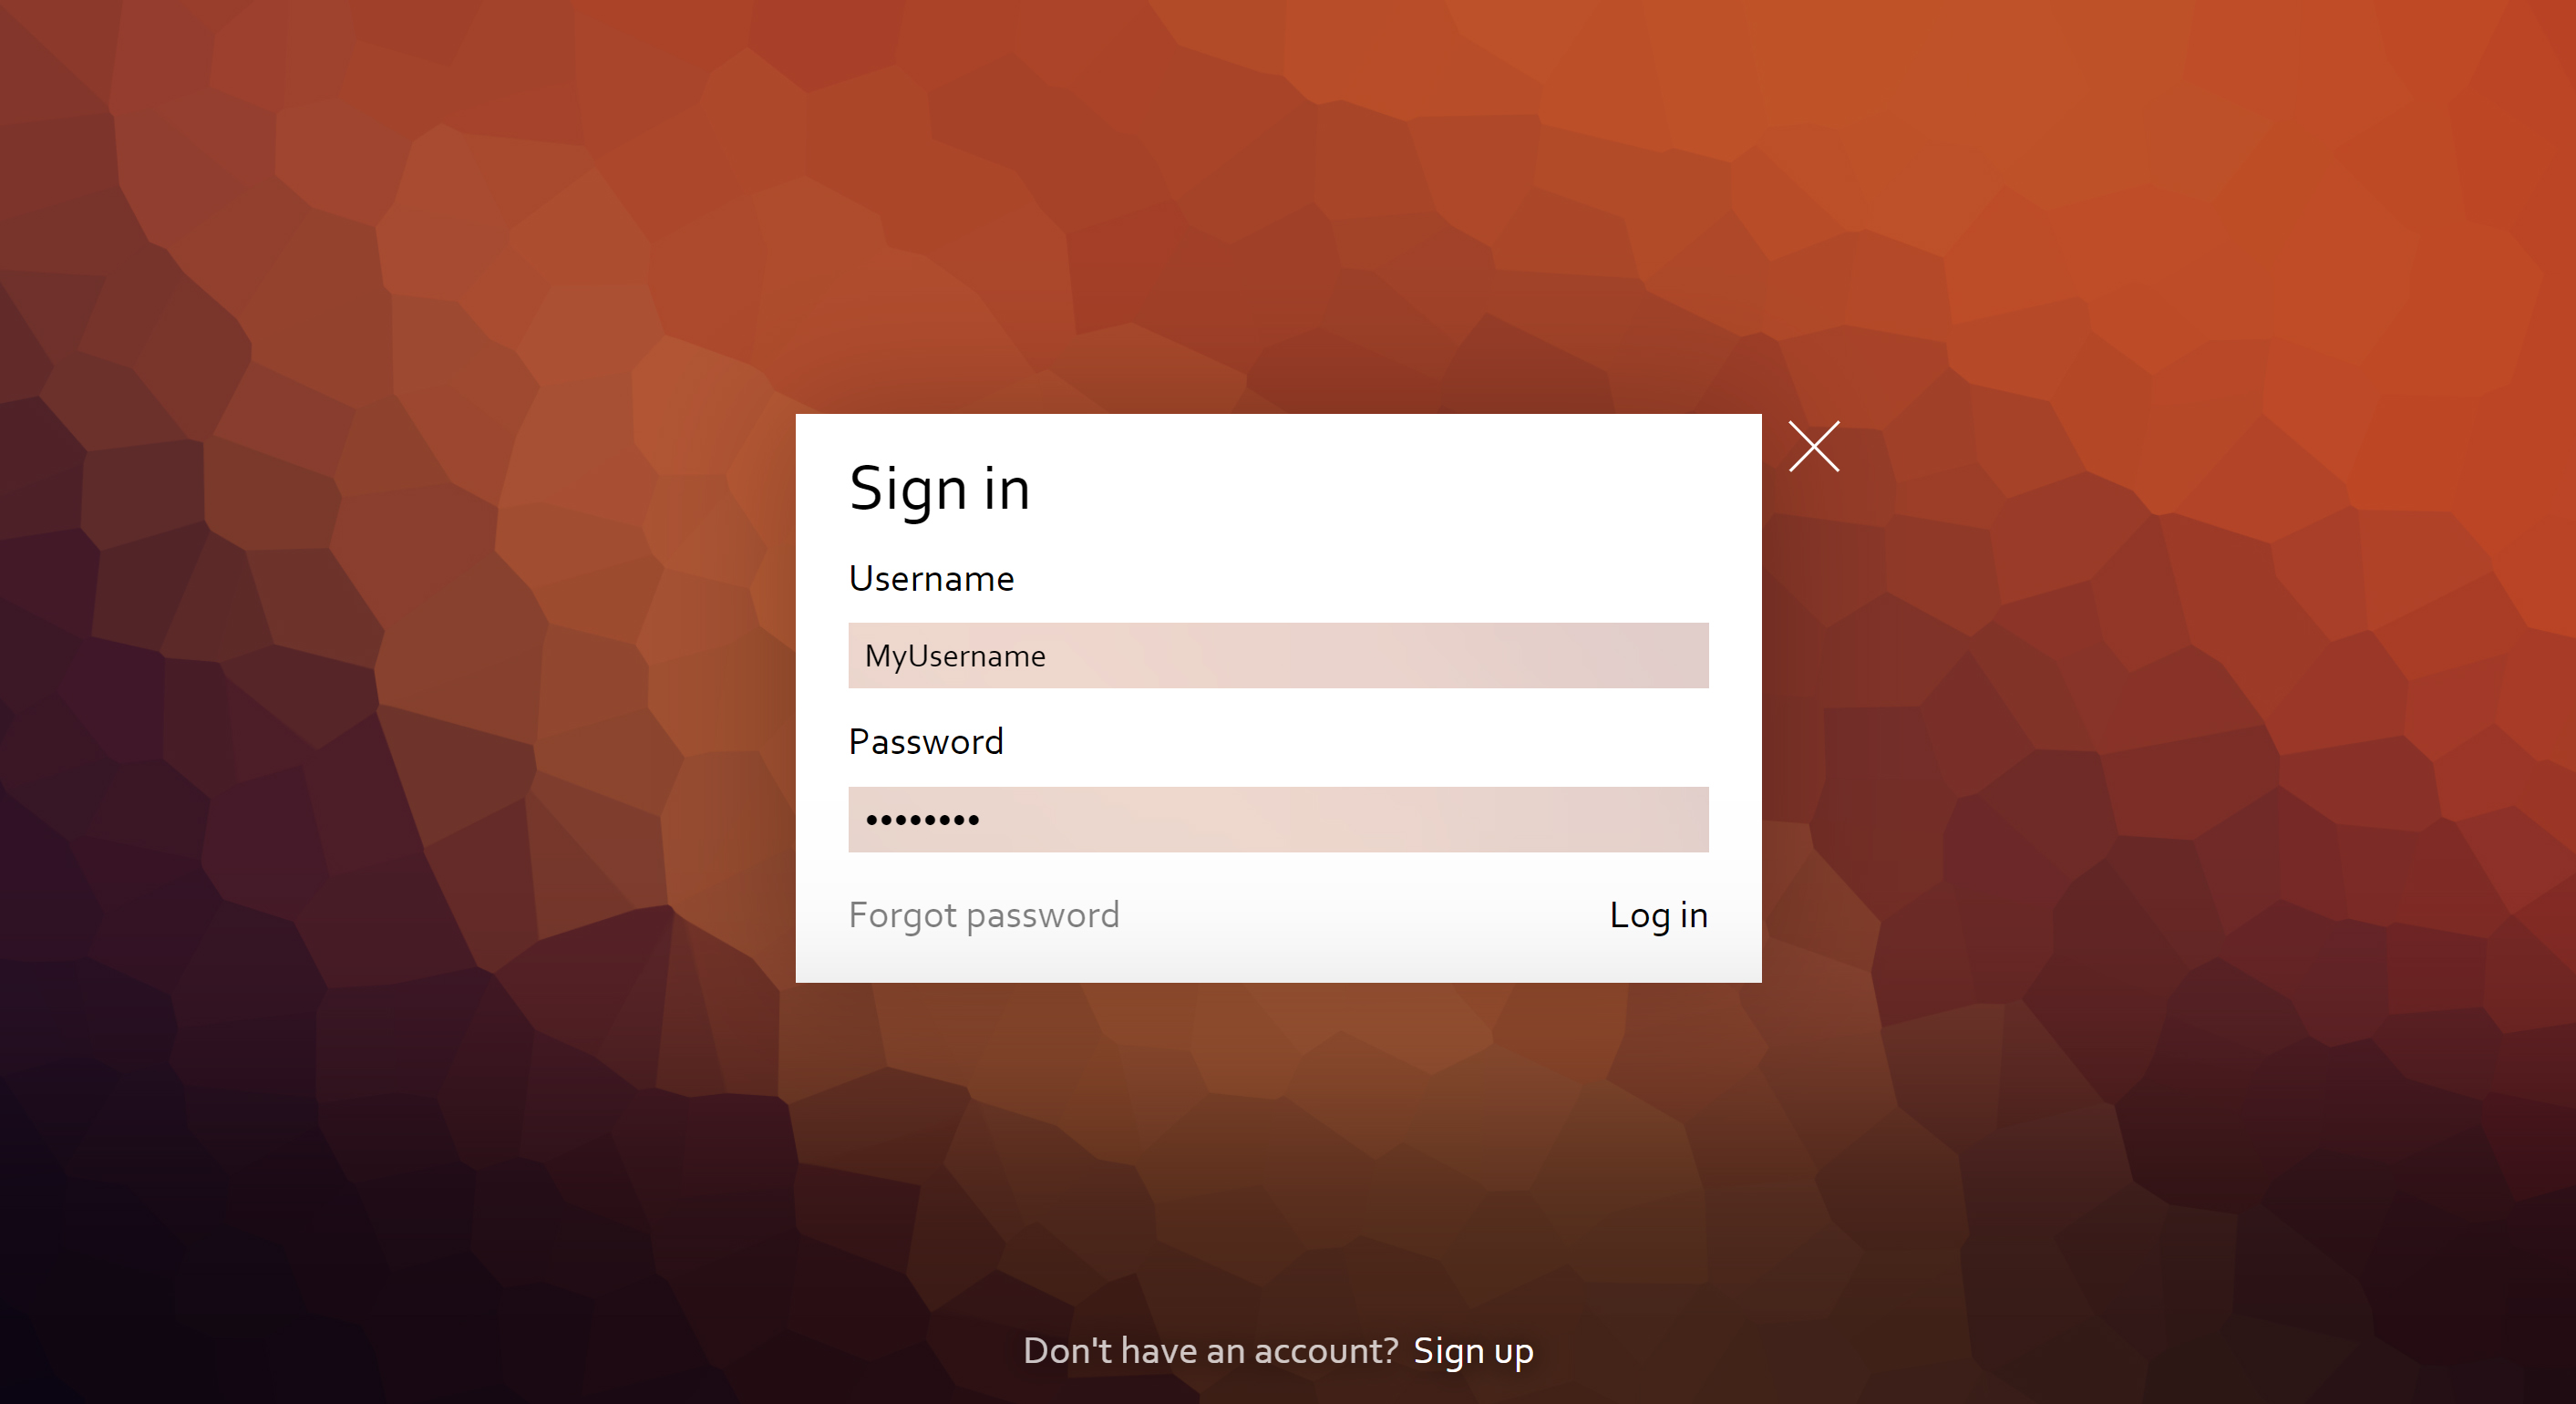 Sign in
Username
MyUsername
Password
••••••••
Forgot password
Log in
Don't have an account? Sign up